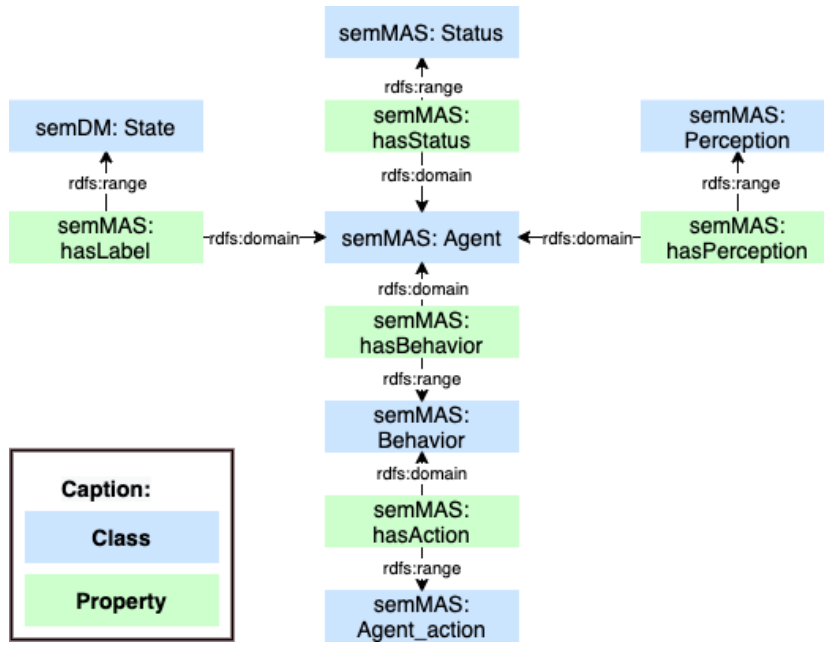 semMAS: Status
rdfs:range
semMAS:
hasStatus
rdfs:domain
semDM: State
rdfs:range
semMAS:
hasLabel
rdfs:domain
semMAS: Agent
semMAS:
Perception
rdfs:range
semMAS:
hasPerception
rdfs:domain
rdfs:domain
semMAS:
hasBehavior
rdfs:range
semMAS:
Behavior
rdfs:domain
semMAS:
hasAction
rdfs:range
semMAS:
Agent_action
Caption:
Class
Property